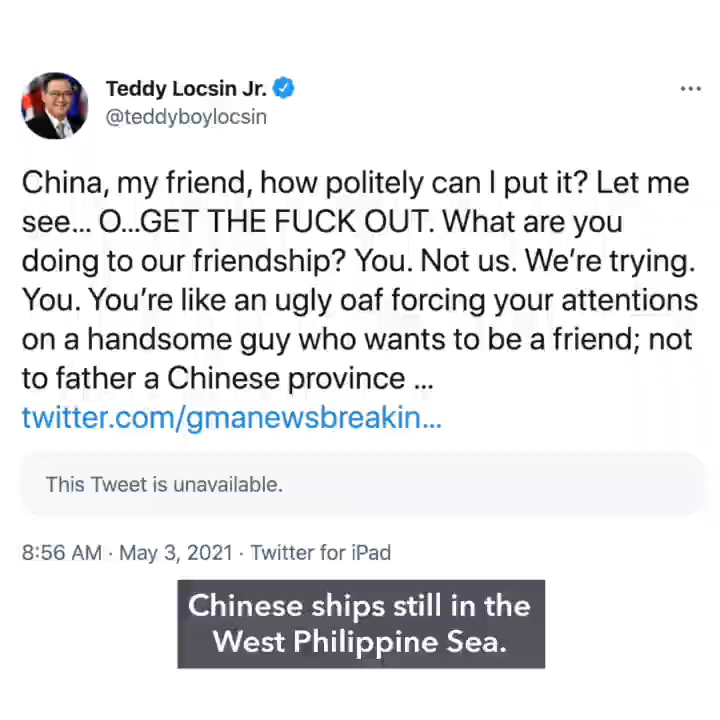 Teddy Locsin Jr.
@teddyboylocsin
China, my friend, how politely can I put it? Let me
see... O...GET THE FUCK OUT. What are you
doing to our friendship? You. Not us. We're trying.
You. You're like an ugly oaf forcing your attentions
on a handsome guy who wants to be a friend; not
to father a Chinese province ...
twitter.com/gmanewsbreakin...
This Tweet is unavailable.
8:56 AM · May 3, 2021 · Twitter for iPad
Chinese ships still in the
West Philippine Sea.